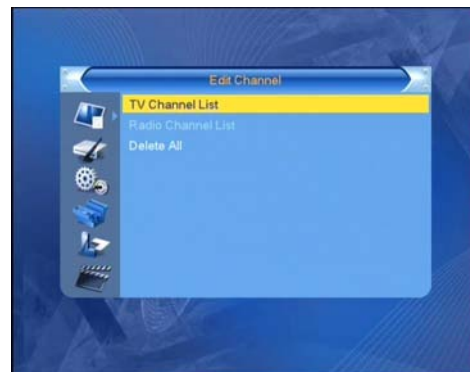 Edit Channel
TV Channel List
Radio Channel List
Delete All